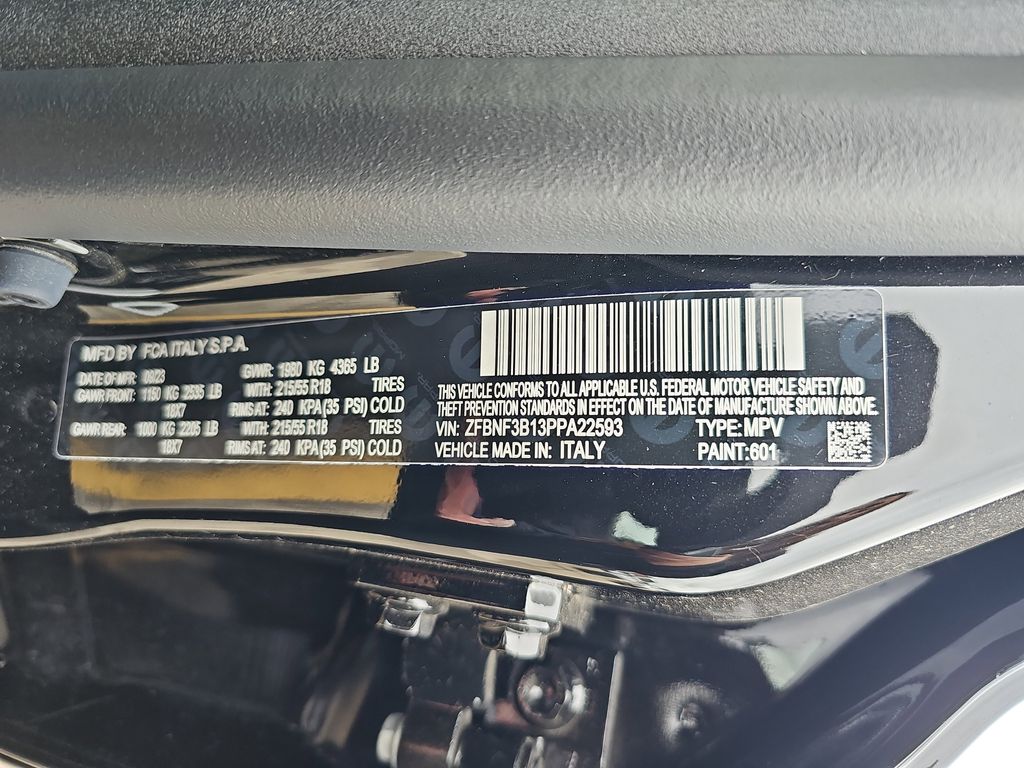 MFD BY FCA ITALY S.P.A.
DATE OF MFR
GVWR: 1980 KG 4365 LB
GAWR FRONT: 1150 KG 2535 LB
WITH: 215/55 R18 TIRES
18X7 RIMS AT: 240 KPA(35 PSI) COLD
GAWR REAR: 1000 KG 2205 LB
WITH: 215/55 R18 TIRES
18X7 RIMS AT: 240 KPA(35 PSI) COLD
THIS VEHICLE CONFORMS TO ALL APPLICABLE U.S. FEDERAL MOTOR VEHICLE SAFETY AND
THEFT PREVENTION STANDARDS IN EFFECT ON THE DATE OF MANUFACTURE SHOWN ABOVE.
VIN: ZFBNF3B13PPA22593 TYPE: MPV
VEHICLE MADE IN: ITALY PAINT:601